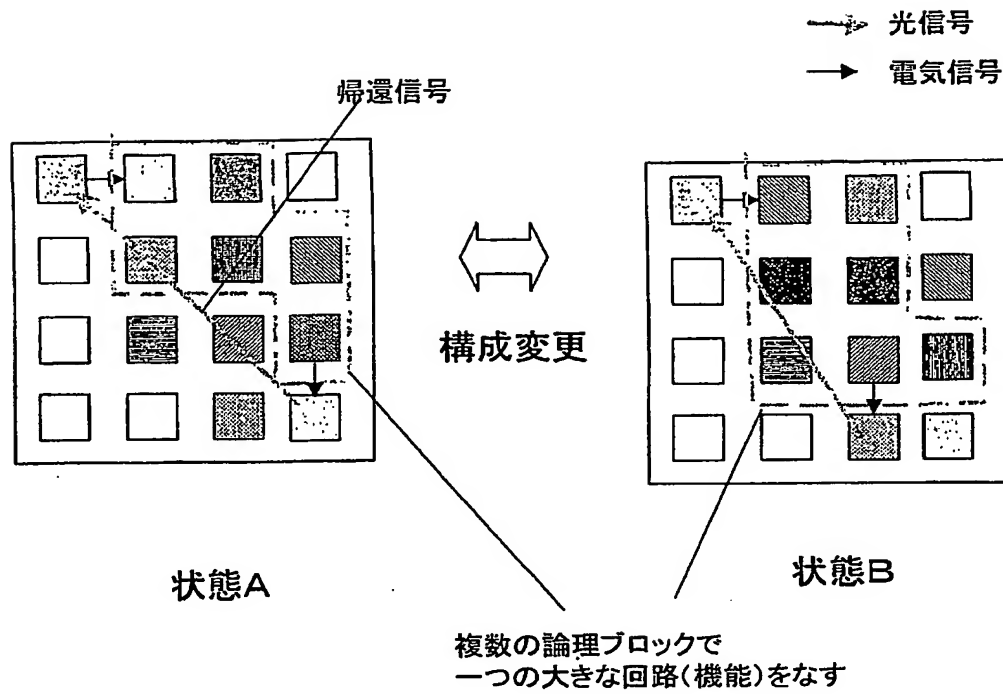 光信号
電気信号
帰還信号
構成変更
状態A
状態B
複数の論理ブロックで
一つの大きな回路(機能)をなす